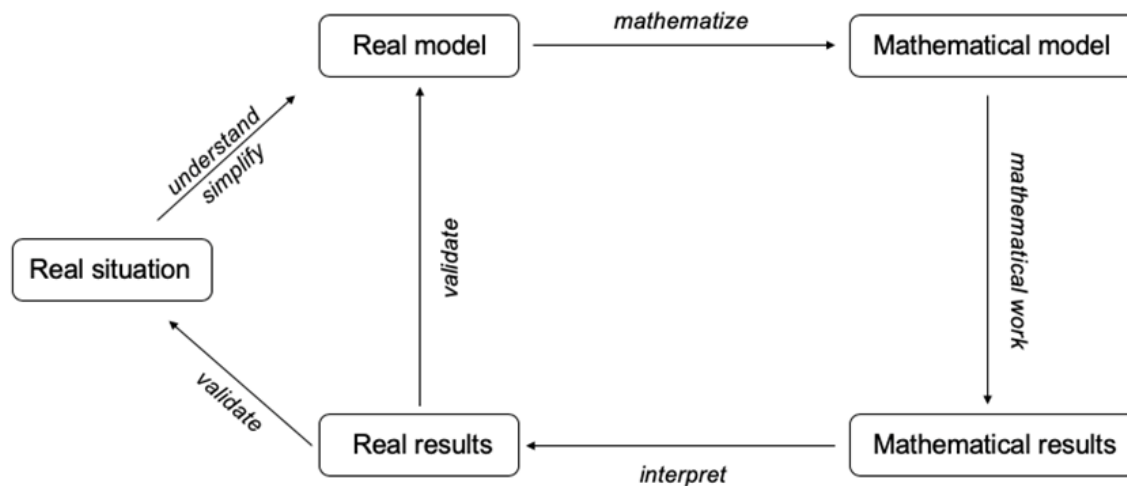 Real model
mathematize
Mathematical model
understand
simplify
Real situation
validate
mathematical work
validate
Real results
interpret
Mathematical results